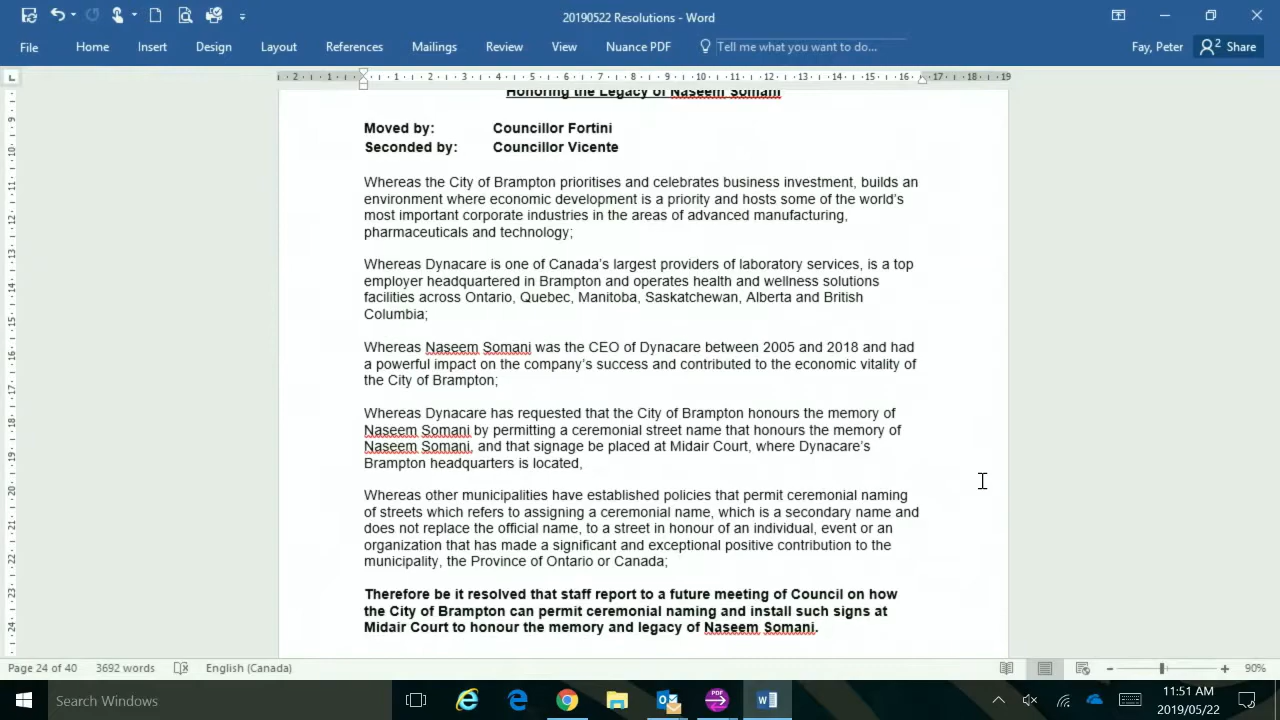 20190522 Resolutions - Word
File Home Insert Design Layout References Mailings Review View Nuance PDF Tell me what you want to do... Fay, Peter Share
Honoring the Legacy of Naseem Somani
Moved by: Councillor Fortini
Seconded by: Councillor Vicente
Whereas the City of Brampton prioritises and celebrates business investment, builds an
environment where economic development is a priority and hosts some of the world's
most important corporate industries in the areas of advanced manufacturing,
pharmaceuticals and technology;
Whereas Dynacare is one of Canada's largest providers of laboratory services, is a top
employer headquartered in Brampton and operates health and wellness solutions
facilities across Ontario, Quebec, Manitoba, Saskatchewan, Alberta and British
Columbia;
Whereas Naseem Somani was the CEO of Dynacare between 2005 and 2018 and had
a powerful impact on the company's success and contributed to the economic vitality of
the City of Brampton;
Whereas Dynacare has requested that the City of Brampton honours the memory of
Naseem Somani by permitting a ceremonial street name that honours the memory of
Naseem Somani, and that signage be placed at Midair Court, where Dynacare's
Brampton headquarters is located,
Whereas other municipalities have established policies that permit ceremonial naming
of streets which refers to assigning a ceremonial name, which is a secondary name and
does not replace the official name, to a street in honour of an individual, event or an
organization that has made a significant and exceptional positive contribution to the
municipality, the Province of Ontario or Canada;
Therefore be it resolved that staff report to a future meeting of Council on how
the City of Brampton can permit ceremonial naming and install such signs at
Midair Court to honour the memory and legacy of Naseem Somani.
Page 24 of 40 3692 words English (Canada) 90%
Search Windows
11:51 AM
2019/05/22